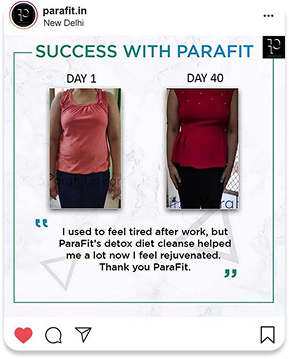 parafit.in
New Delhi
SUCCESS WITH PARAFIT
DAY 1
DAY 40
I used to feel tired after work, but
ParaFit's detox diet cleanse helped
me a lot now I feel rejuvenated.
Thank you ParaFit.